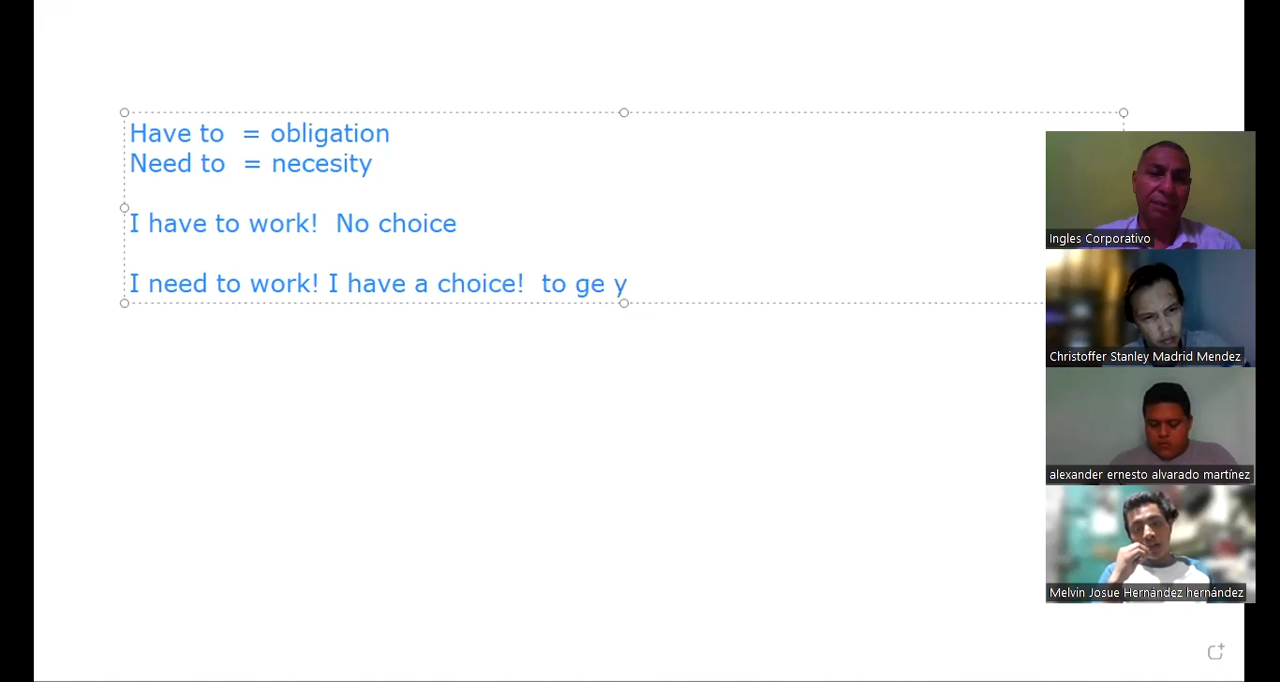 Have to = obligation
Need to = necesity
I have to work! No choice
I need to work! I have a choice! to ge y
Ingles Corporativo
Christoffer Stanley Madrid Mendez
alexander ernesto alvarado martínez
Melvin Josue Hernández hernández